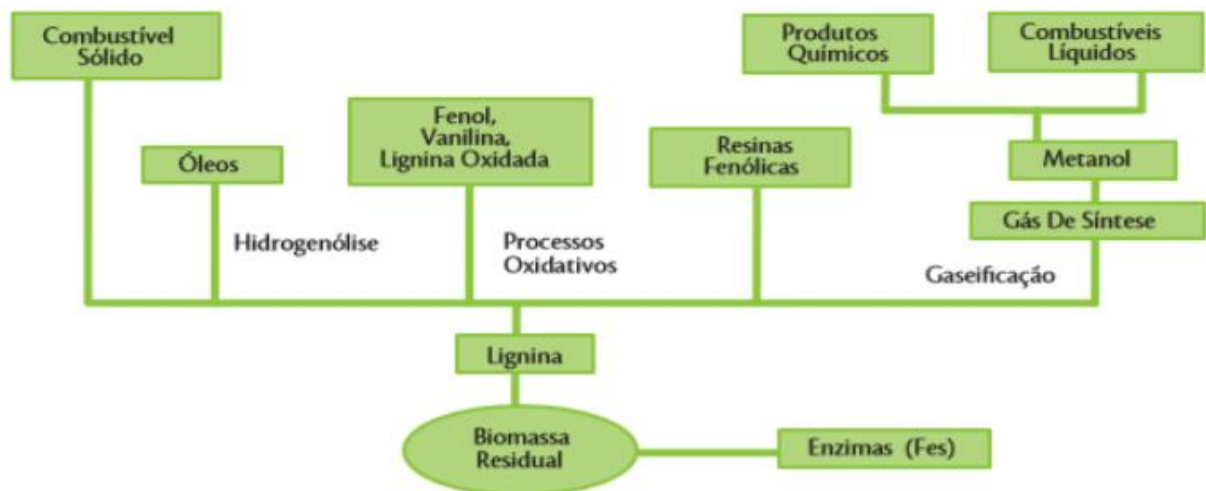 Combustível
Sólido
Produtos
Químicos
Combustíveis
Líquidos
Óleos
Fenol,
Vanilina,
Lignina Oxidada
Resinas
Fenólicas
Metanol
Gás De Síntese
Hidrogenólise
Processos
Oxidativos
Gaseificação
Lignina
Biomassa
Residual
Enzimas (Fes)